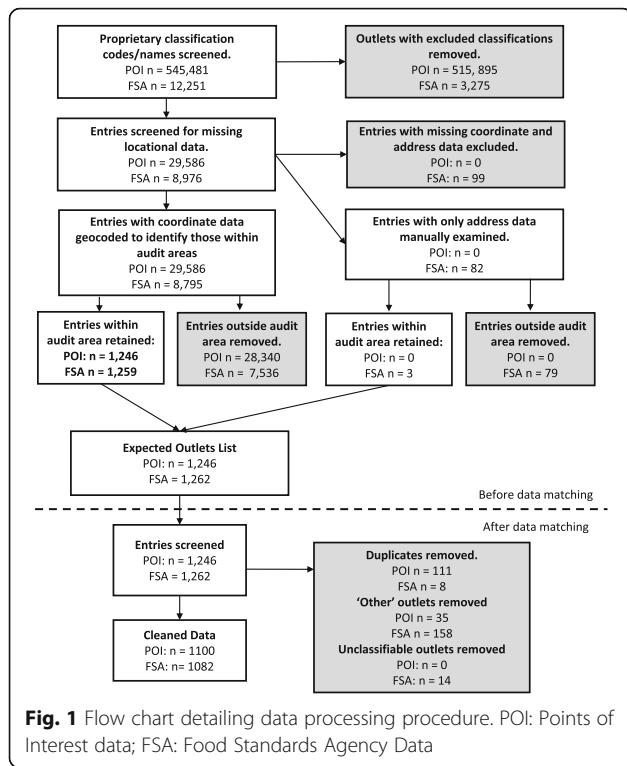 Proprietary classification
codes/names screened.
POI n = 545,481
FSA n = 12,251
Outlets with excluded classifications
removed.
POI n = 515, 895
FSA n = 3,275
Entries screened for missing
locational data.
POI n = 29,586
FSA n = 8,976
Entries with missing coordinate and
address data excluded.
POI: n = 0
FSA: n = 99
Entries with coordinate data
geocoded to identify those within
audit areas
POI n = 29,586
FSA n = 8,795
Entries with only address data
manually examined.
POI: n = 0
FSA: n = 82
Entries within
audit area retained:
POI: n = 1,246
FSA n = 1,259
Entries outside audit
area removed.
POI n = 28,340
FSA n = 7,536
Entries within
audit area retained:
POI: n = 0
FSA: n = 3
Entries outside audit
area removed.
POI n = 0
FSA n = 79
Expected Outlets List
POI: n = 1,246
FSA: n = 1,262
Before data matching
After data matching
Entries screened
POI: n = 1,246
FSA: n = 1,262
Duplicates removed.
POI n = 111
FSA n = 8
‘Other’ outlets removed
POI n = 35
FSA n = 158
Unclassifiable outlets removed
POI: n = 0
FSA: n = 14
Cleaned Data
POI: n = 1100
FSA: n= 1082
Fig. 1 Flow chart detailing data processing procedure. POI: Points of
Interest data; FSA: Food Standards Agency Data